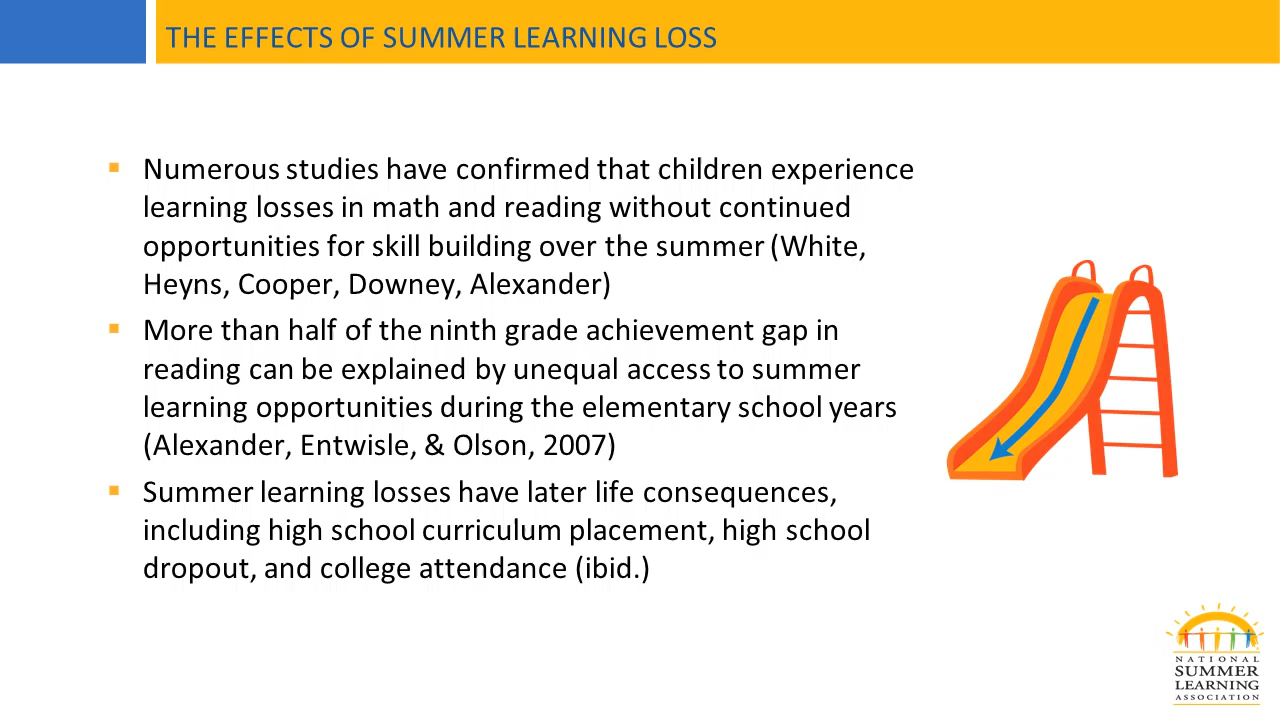 THE EFFECTS OF SUMMER LEARNING LOSS
Numerous studies have confirmed that children experience
learning losses in math and reading without continued
opportunities for skill building over the summer (White,
Heyns, Cooper, Downey, Alexander)
More than half of the ninth grade achievement gap in
reading can be explained by unequal access to summer
learning opportunities during the elementary school years
(Alexander, Entwisle, & Olson, 2007)
Summer learning losses have later life consequences,
including high school curriculum placement, high school
dropout, and college attendance (ibid.)
NATIONAL
SUMMER
LEARNING
ASSOCIATION